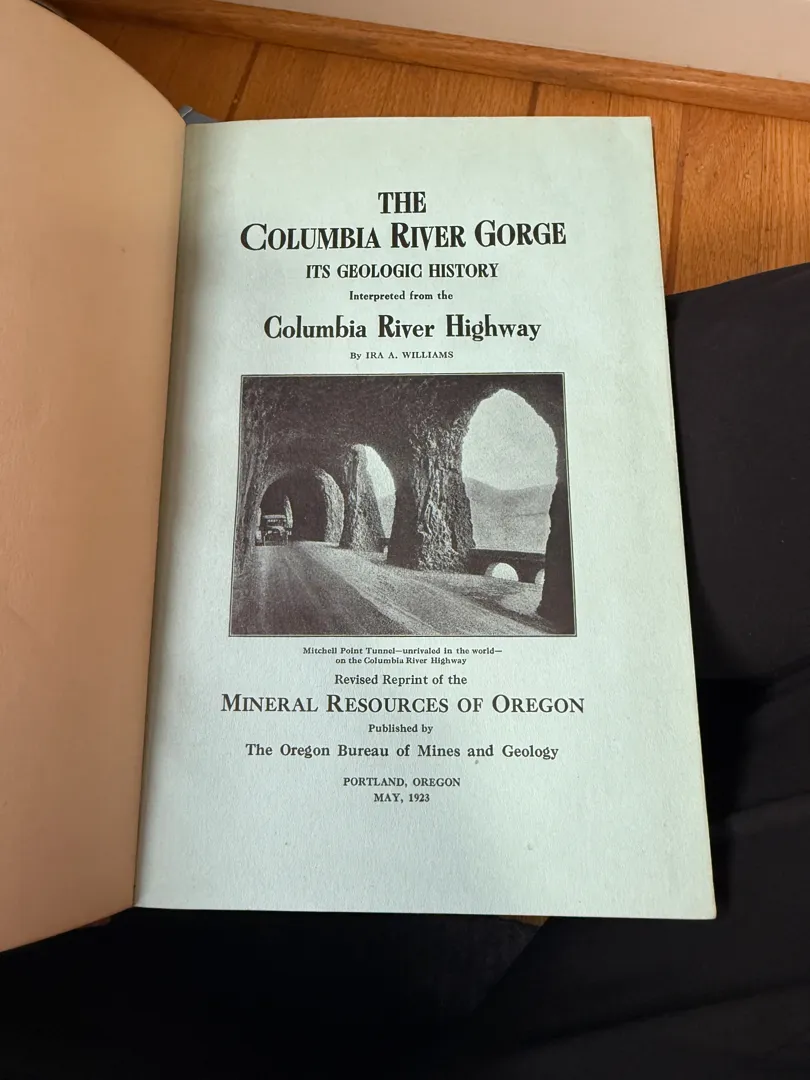 THE
COLUMBIA RIVER GORGE
ITS GEOLOGIC HISTORY
Interpreted from the
Columbia River Highway
By IRA A. WILLIAMS
Mitchell Point Tunnel—unrivaled in the world—
on the Columbia River Highway
Revised Reprint of the
MINERAL RESOURCES OF OREGON
Published by
The Oregon Bureau of Mines and Geology
PORTLAND, OREGON
MAY, 1923